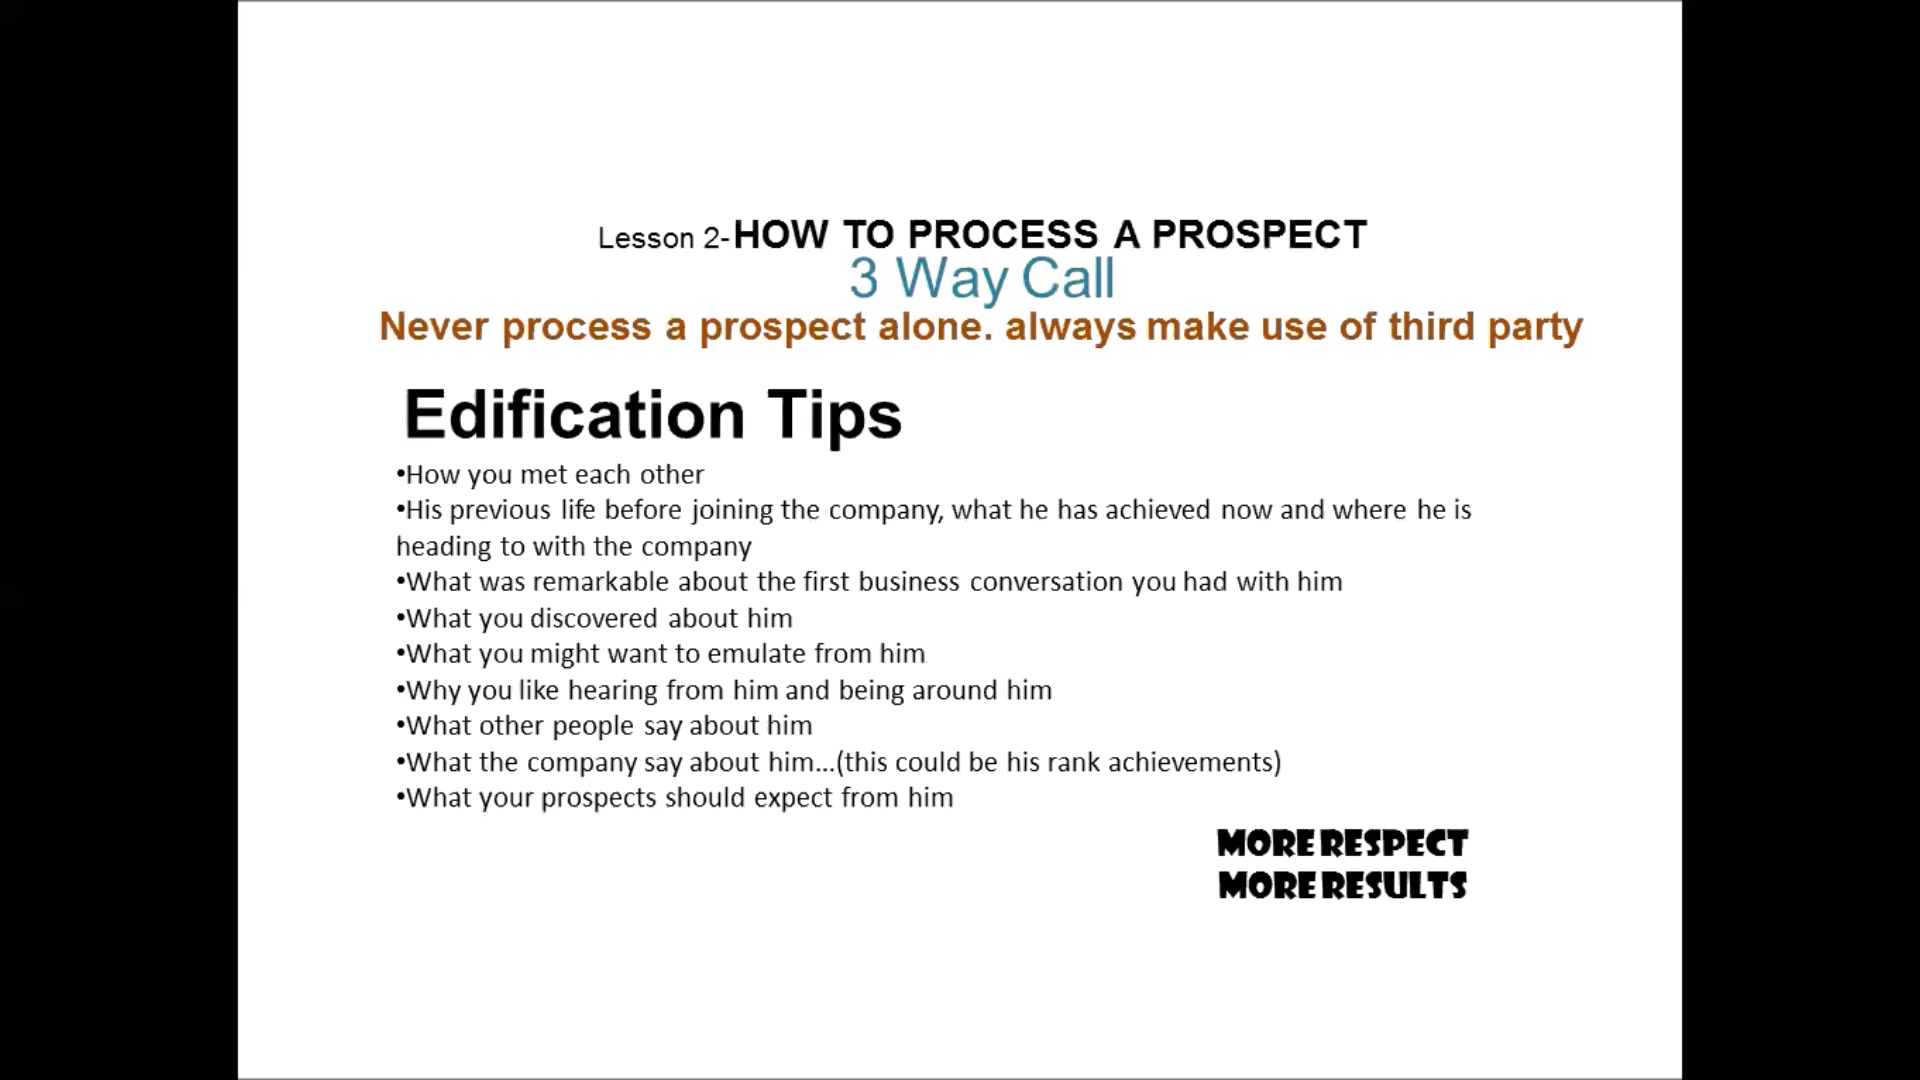 Lesson 2-HOW TO PROCESS A PROSPECT
3 Way Call
Never process a prospect alone. always make use of third party
Edification Tips
•How you met each other
•His previous life before joining the company, what he has achieved now and where he is
heading to with the company
•What was remarkable about the first business conversation you had with him
•What you discovered about him
•What you might want to emulate from him
•Why you like hearing from him and being around him
•What other people say about him
•What the company say about him...(this could be his rank achievements)
•What your prospects should expect from him
MORE RESPECT
MORE RESULTS